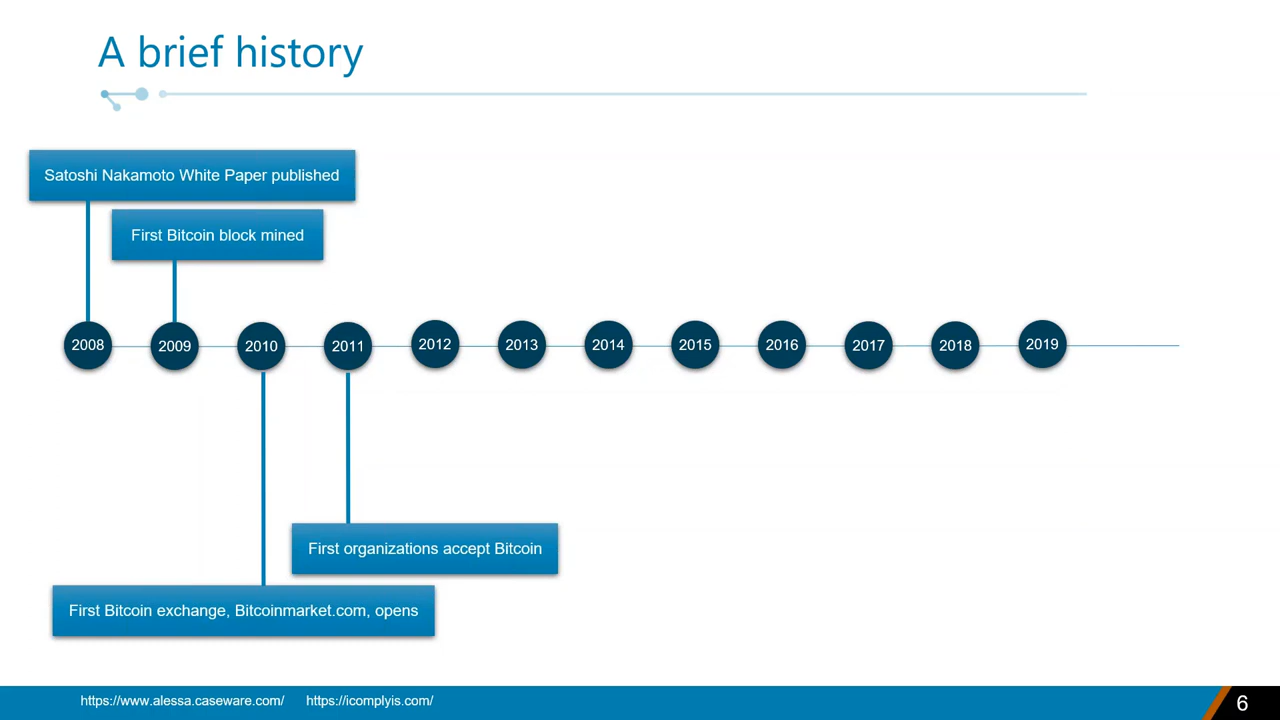 A brief history
Satoshi Nakamoto White Paper published
First Bitcoin block mined
2008 2009 2010 2011 2012 2013 2014 2015 2016 2017 2018 2019
First organizations accept Bitcoin
First Bitcoin exchange, Bitcoinmarket.com, opens
https://www.alessa.caseware.com/ https://icomplyis.com/ 6